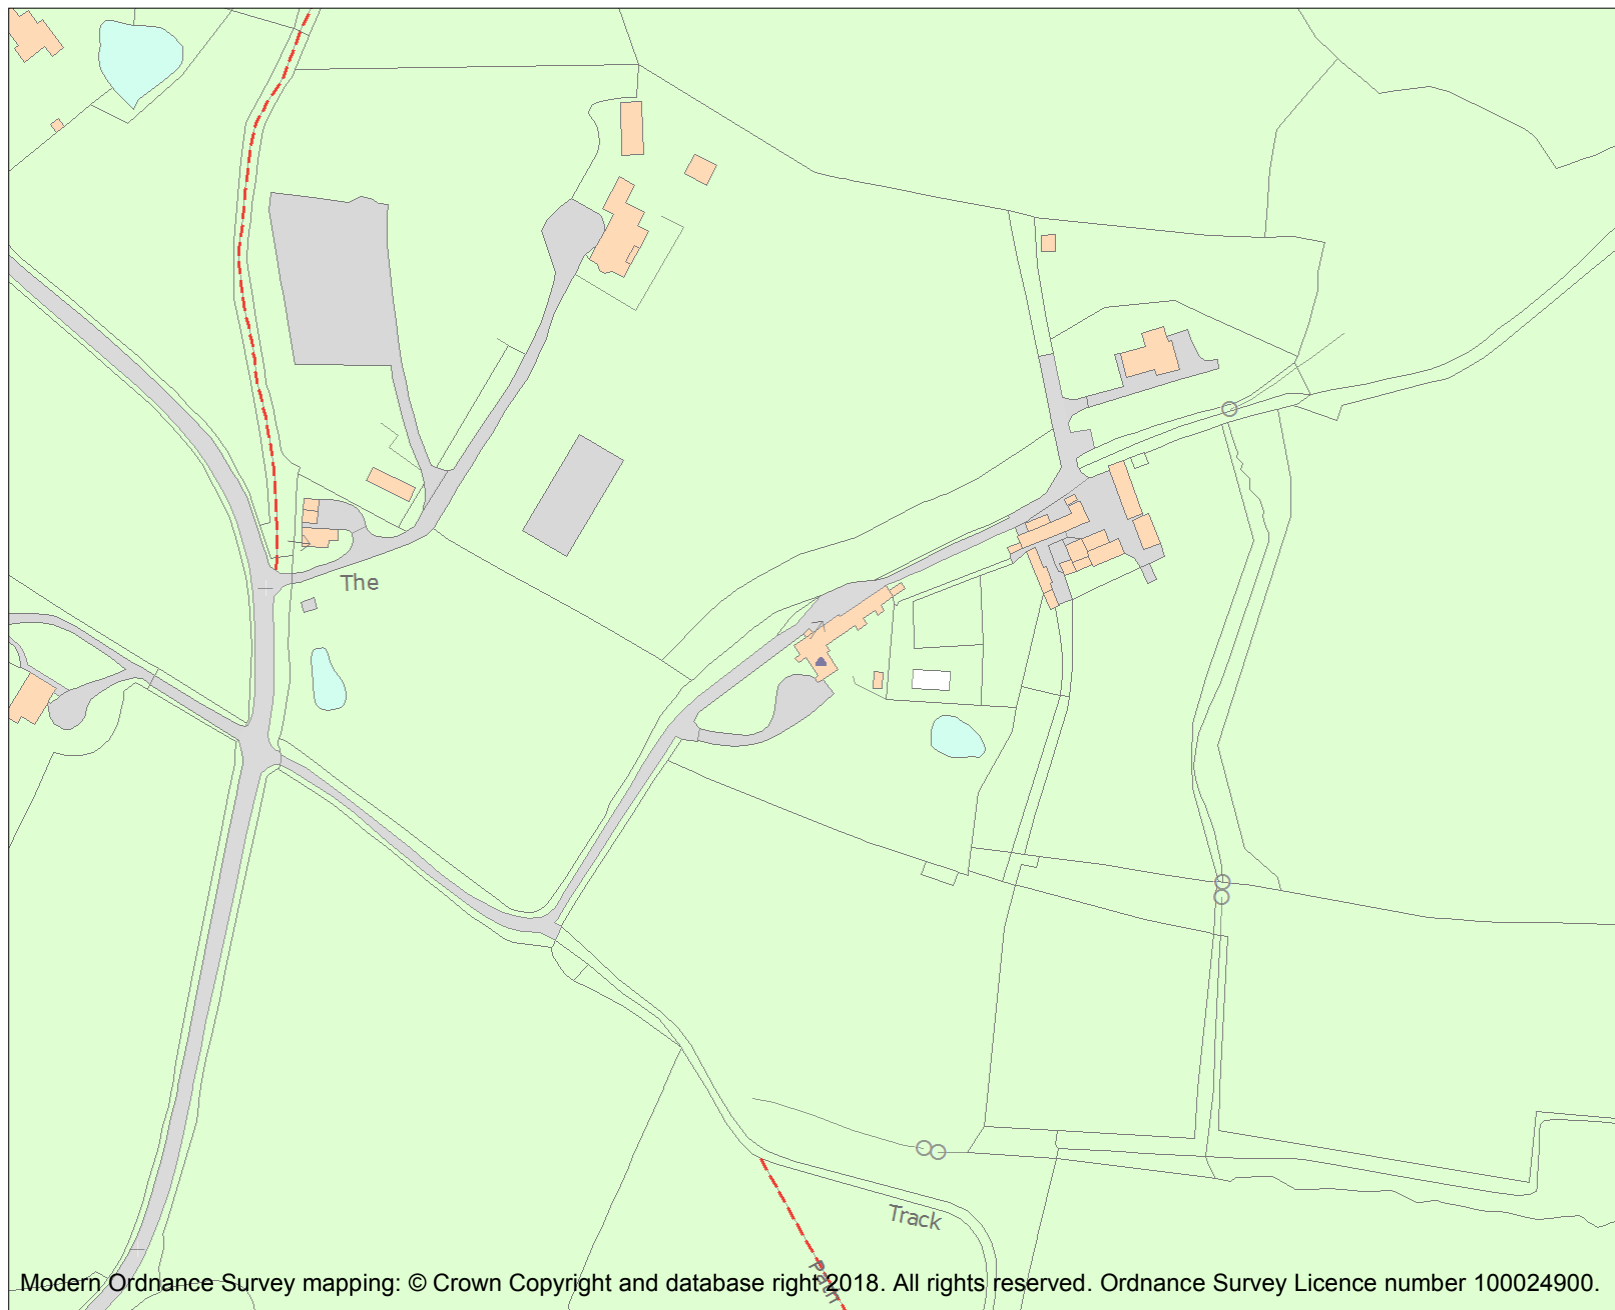 The
Track
Path
Modern Ordnance Survey mapping: © Crown Copyright and database right 2018. All rights reserved. Ordnance Survey Licence number 100024900.